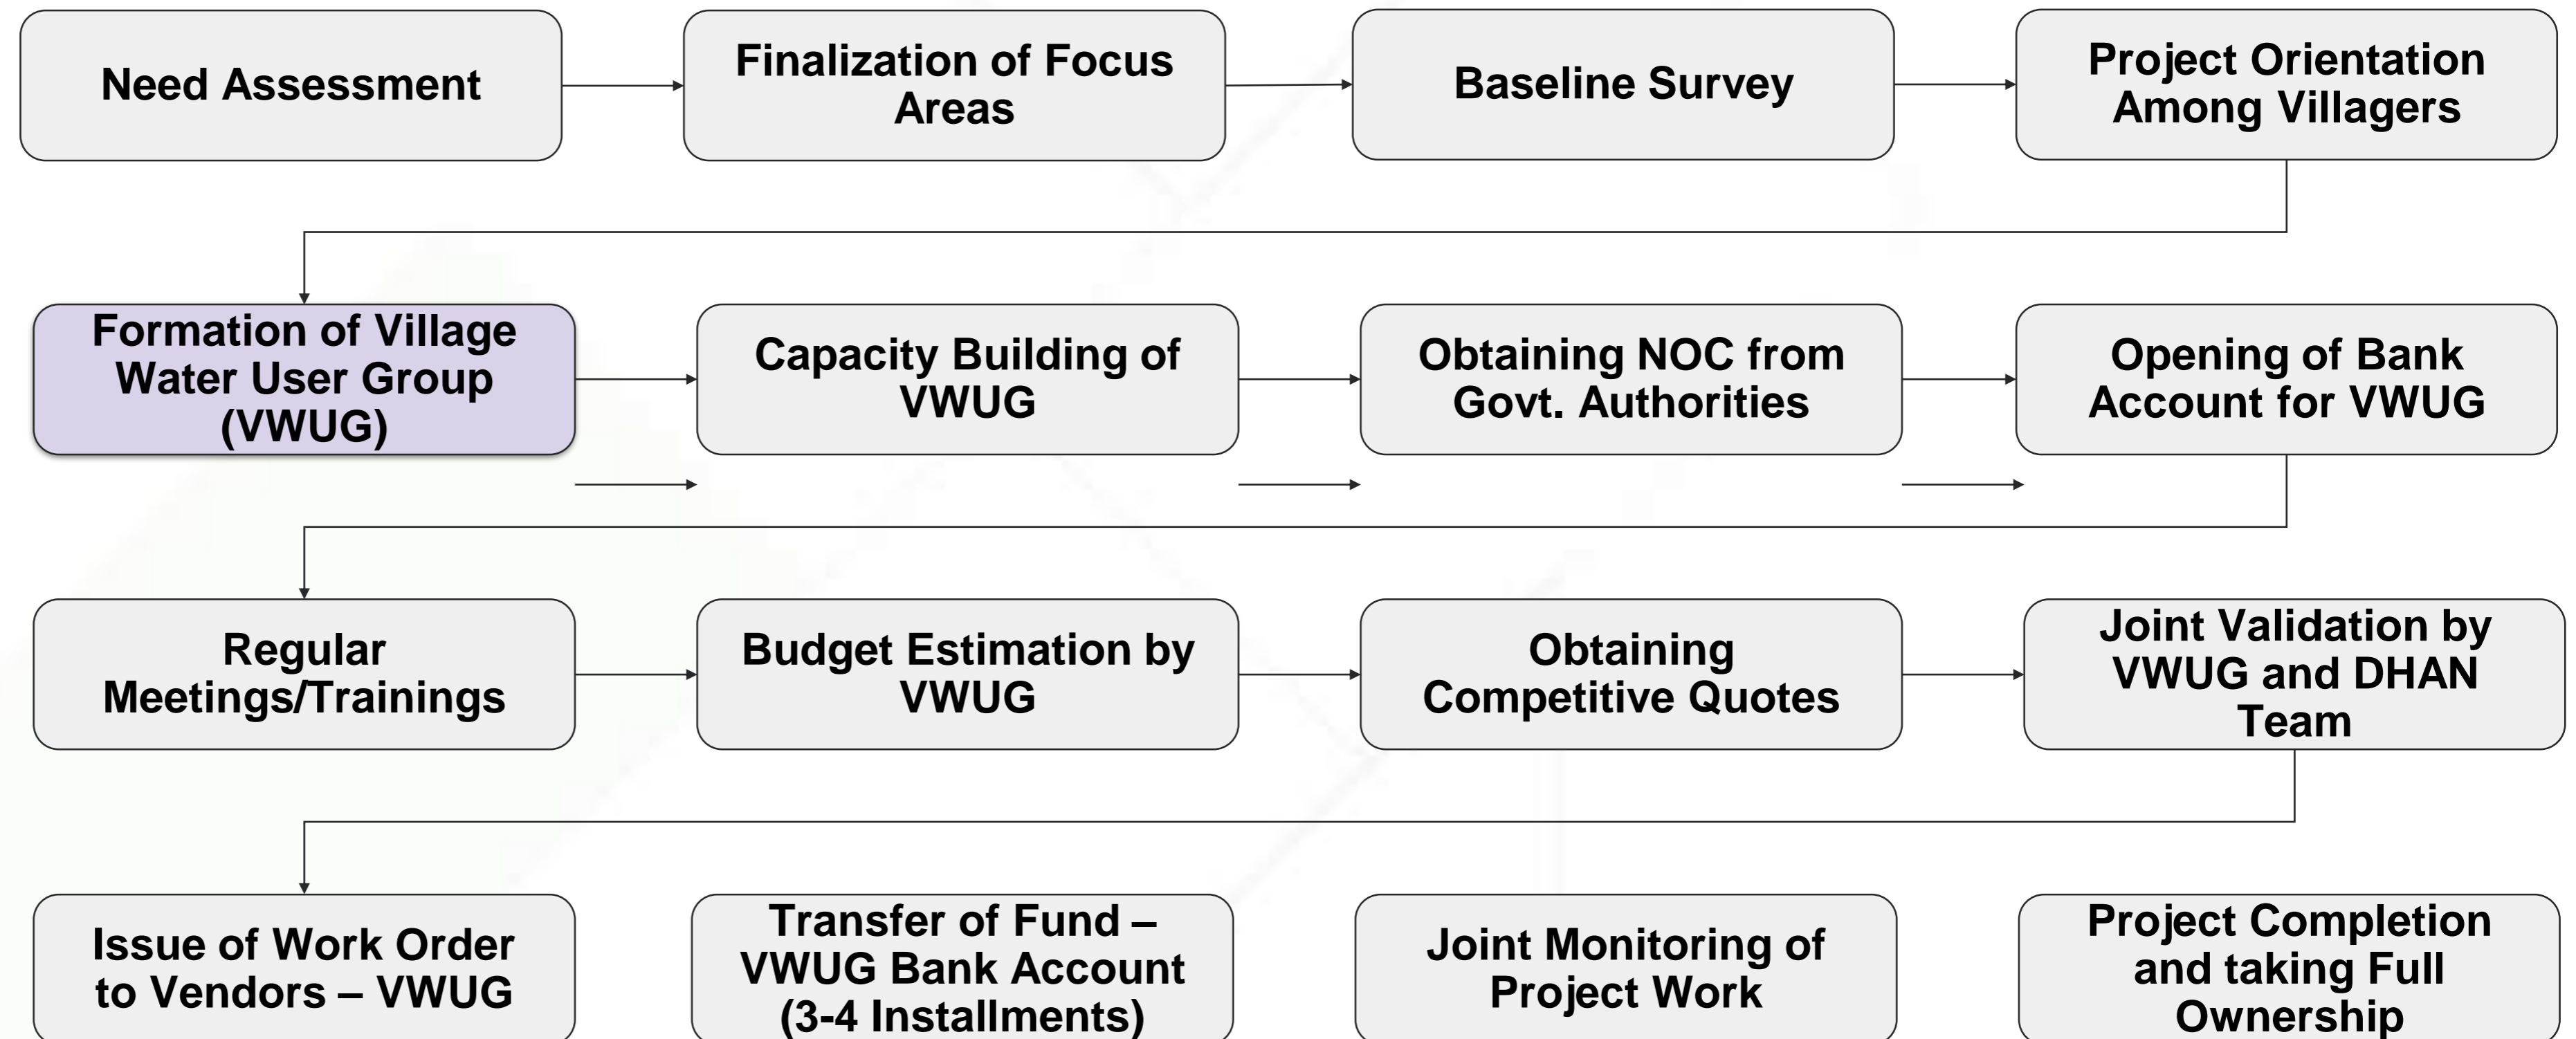 Need Assessment
Finalization of Focus
Areas
Baseline Survey
Project Orientation
Among Villagers
Formation of Village
Water User Group
(VWUG)
Capacity Building of
VWUG
Obtaining NOC from
Govt. Authorities
Opening of Bank
Account for VWUG
Regular
Meetings/Trainings
Budget Estimation by
VWUG
Obtaining
Competitive Quotes
Joint Validation by
VWUG and DHAN
Team
Issue of Work Order
to Vendors – VWUG
Transfer of Fund –
VWUG Bank Account
(3-4 Installments)
Joint Monitoring of
Project Work
Project Completion
and taking Full
Ownership